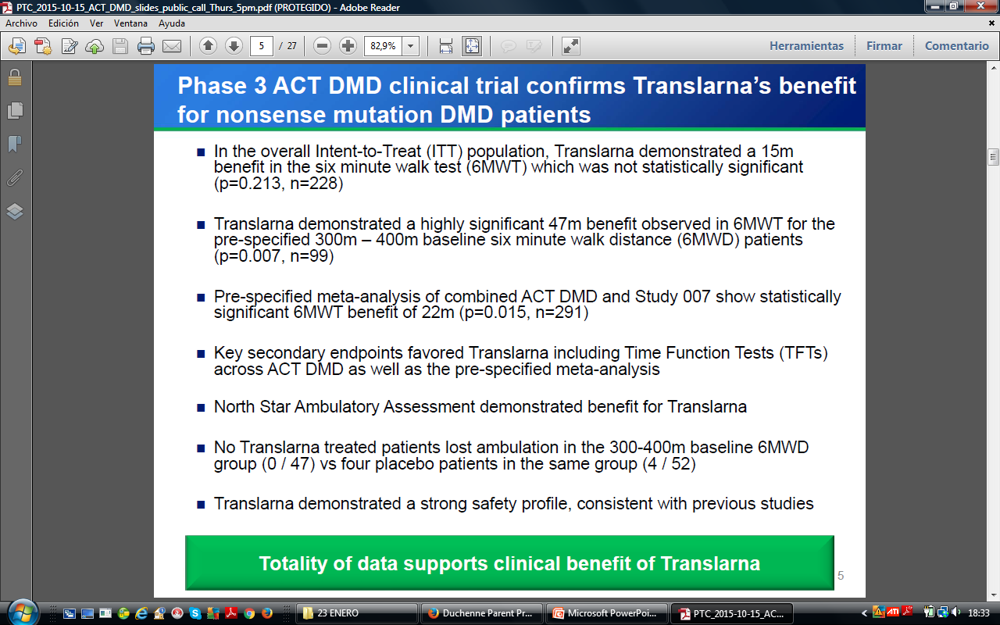 PTC_2015-10-15_ACT_DMD_slides_public_call_Thurs_5pm.pdf (PROTEGIDO) - Adobe Reader
Archivo Edición Ver Ventana Ayuda
5 / 27 82,9% Herramientas Firmar Comentario
Phase 3 ACT DMD clinical trial confirms Translarna’s benefit
for nonsense mutation DMD patients
■ In the overall Intent-to-Treat (ITT) population, Translarna demonstrated a 15m
benefit in the six minute walk test (6MWT) which was not statistically significant
(p=0.213, n=228)
■ Translarna demonstrated a highly significant 47m benefit observed in 6MWT for the
pre-specified 300m – 400m baseline six minute walk distance (6MWD) patients
(p=0.007, n=99)
■ Pre-specified meta-analysis of combined ACT DMD and Study 007 show statistically
significant 6MWT benefit of 22m (p=0.015, n=291)
■ Key secondary endpoints favored Translarna including Time Function Tests (TFTs)
across ACT DMD as well as the pre-specified meta-analysis
■ North Star Ambulatory Assessment demonstrated benefit for Translarna
■ No Translarna treated patients lost ambulation in the 300-400m baseline 6MWD
group (0 / 47) vs four placebo patients in the same group (4 / 52)
■ Translarna demonstrated a strong safety profile, consistent with previous studies
Totality of data supports clinical benefit of Translarna
5
23 ENERO Duchenne Parent Pr... Microsoft PowerPoi... PTC_2015-10-15_AC... ATI 18:33